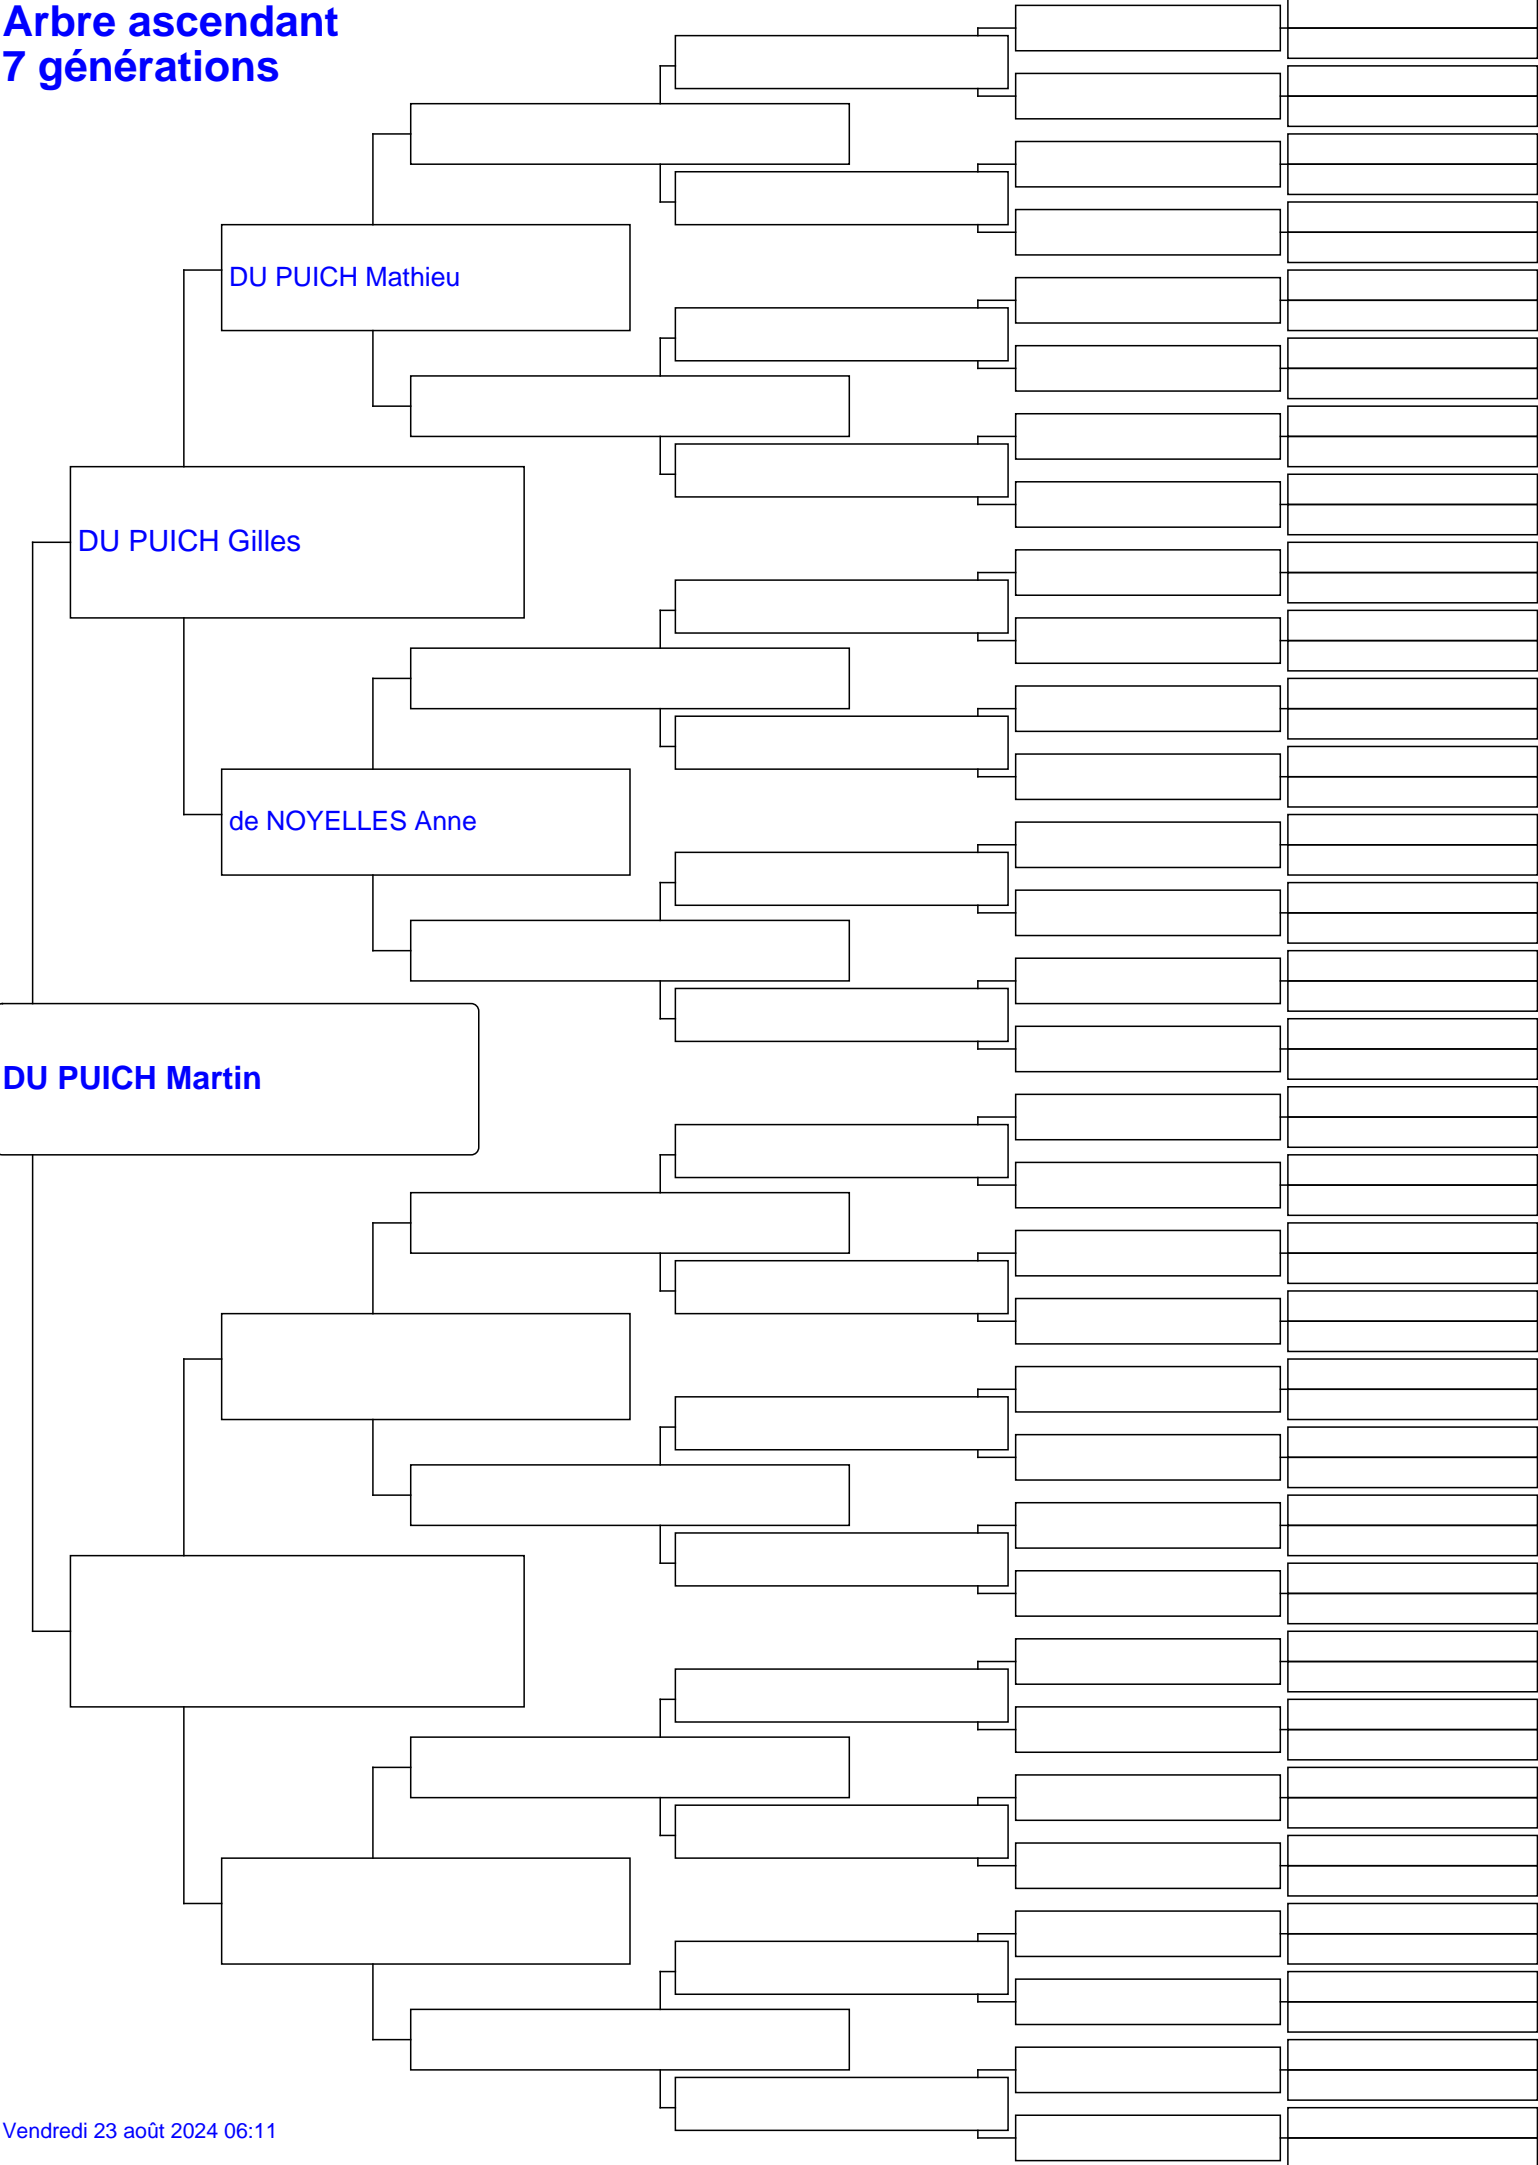 Arbre ascendant
7 générations
DU PUICH Mathieu
DU PUICH Gilles
de NOYELLES Anne
DU PUICH Martin
Vendredi 23 août 2024 06:11